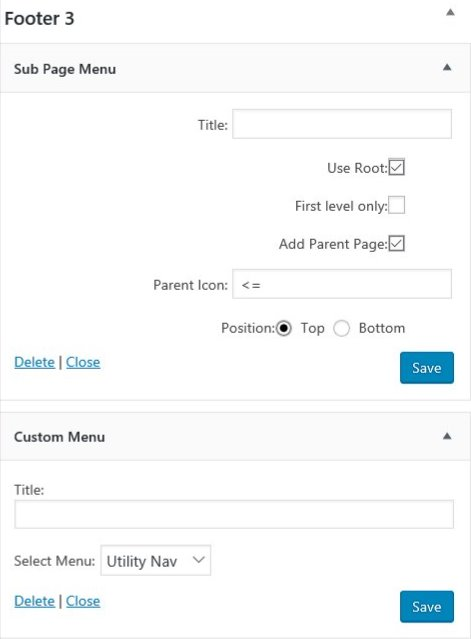 Footer 3
Sub Page Menu
Title:
Use Root:
First level only:
Add Parent Page:
Parent Icon: <=
Position: Top Bottom
Delete | Close Save
Custom Menu
Title:
Select Menu: Utility Nav
Delete | Close Save